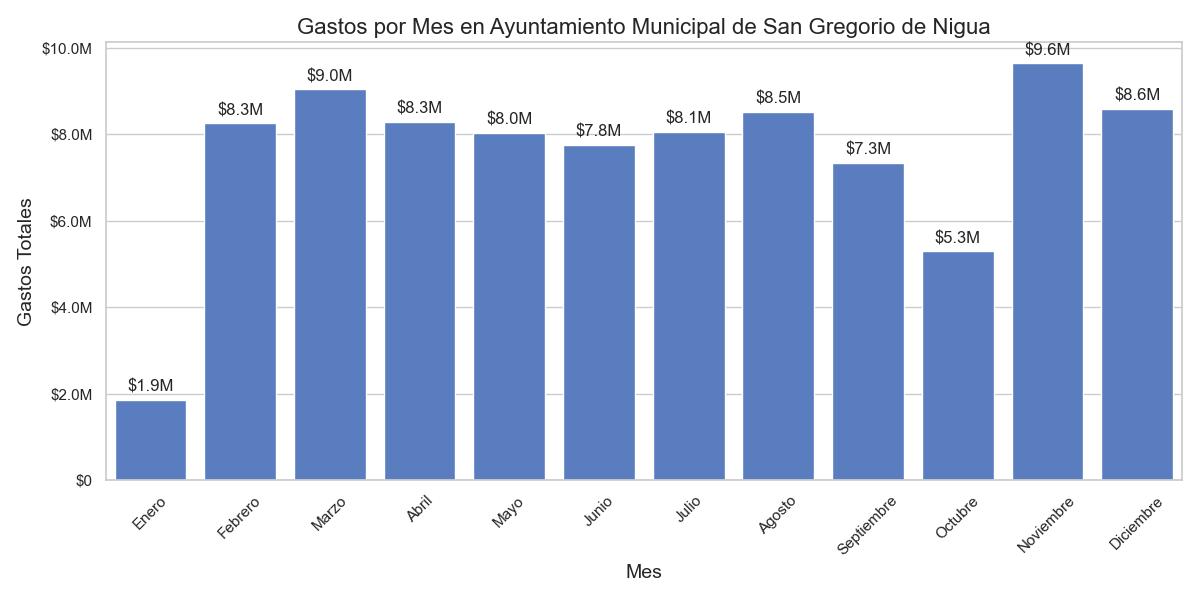 Gastos por Mes en Ayuntamiento Municipal de San Gregorio de Nigua
Gastos Totales
$10.0M
$8.0M
$6.0M
$4.0M
$2.0M
$0
$1.9M
$8.3M
$9.0M
$8.3M
$8.0M
$7.8M
$8.1M
$8.5M
$7.3M
$5.3M
$9.6M
$8.6M
Enero
Febrero
Marzo
Abril
Mayo
Junio
Julio
Agosto
Septiembre
Octubre
Noviembre
Diciembre
Mes